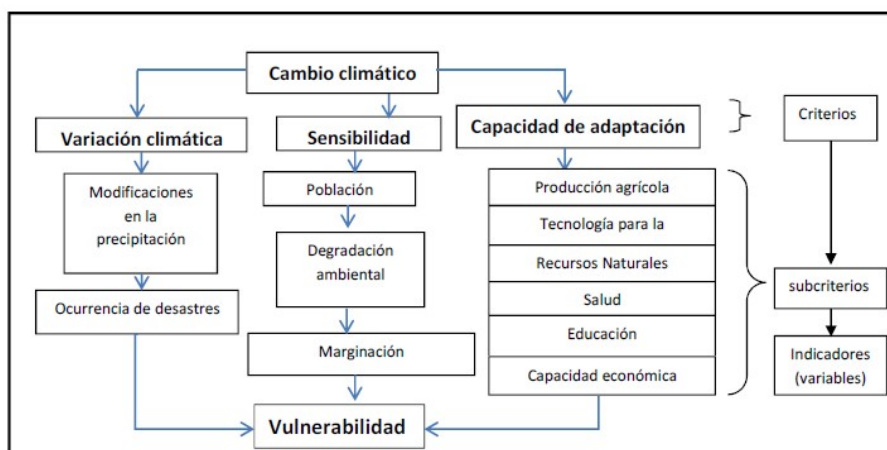 Cambio climático
Variación climática
Sensibilidad
Capacidad de adaptación
Criterios
Modificaciones
en la
precipitación
Ocurrencia de desastres
Población
Degradación
ambiental
Marginación
Producción agrícola
Tecnología para la
Recursos Naturales
Salud
Educación
Capacidad económica
subcriterios
Indicadores
(variables)
Vulnerabilidad